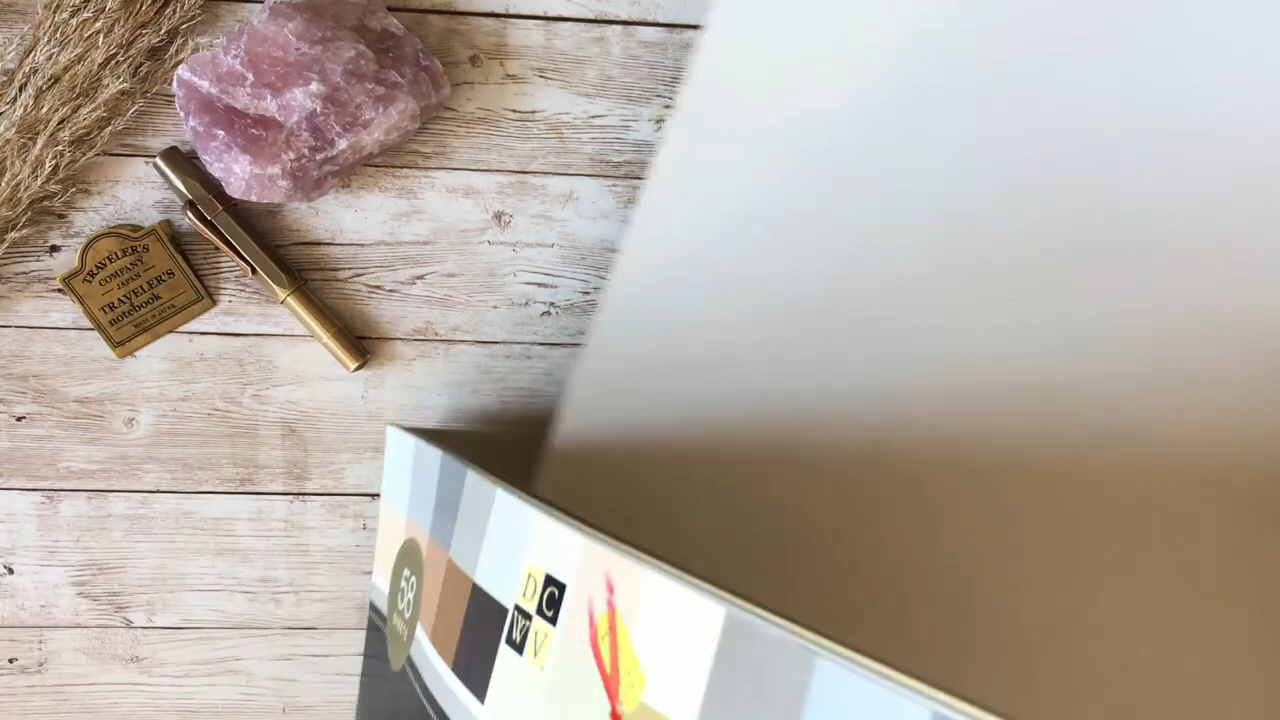 TRAVELER'S
COMPANY
JAPAN
TRAVELER'S
notebook
MADE IN JAPAN
58
SHEETS
D C
W V